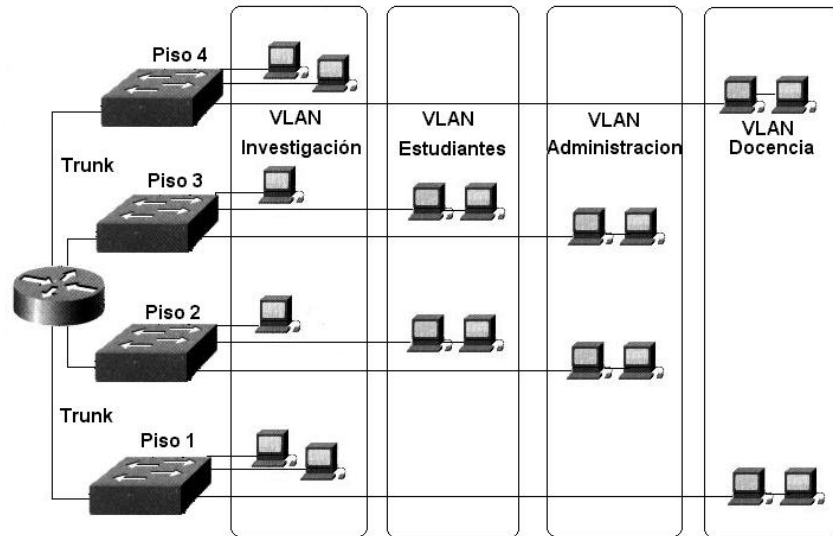 Piso 4
VLAN
Investigación
VLAN
Estudiantes
VLAN
Administracion
VLAN
Docencia
Trunk
Piso 3
Piso 2
Trunk
Piso 1